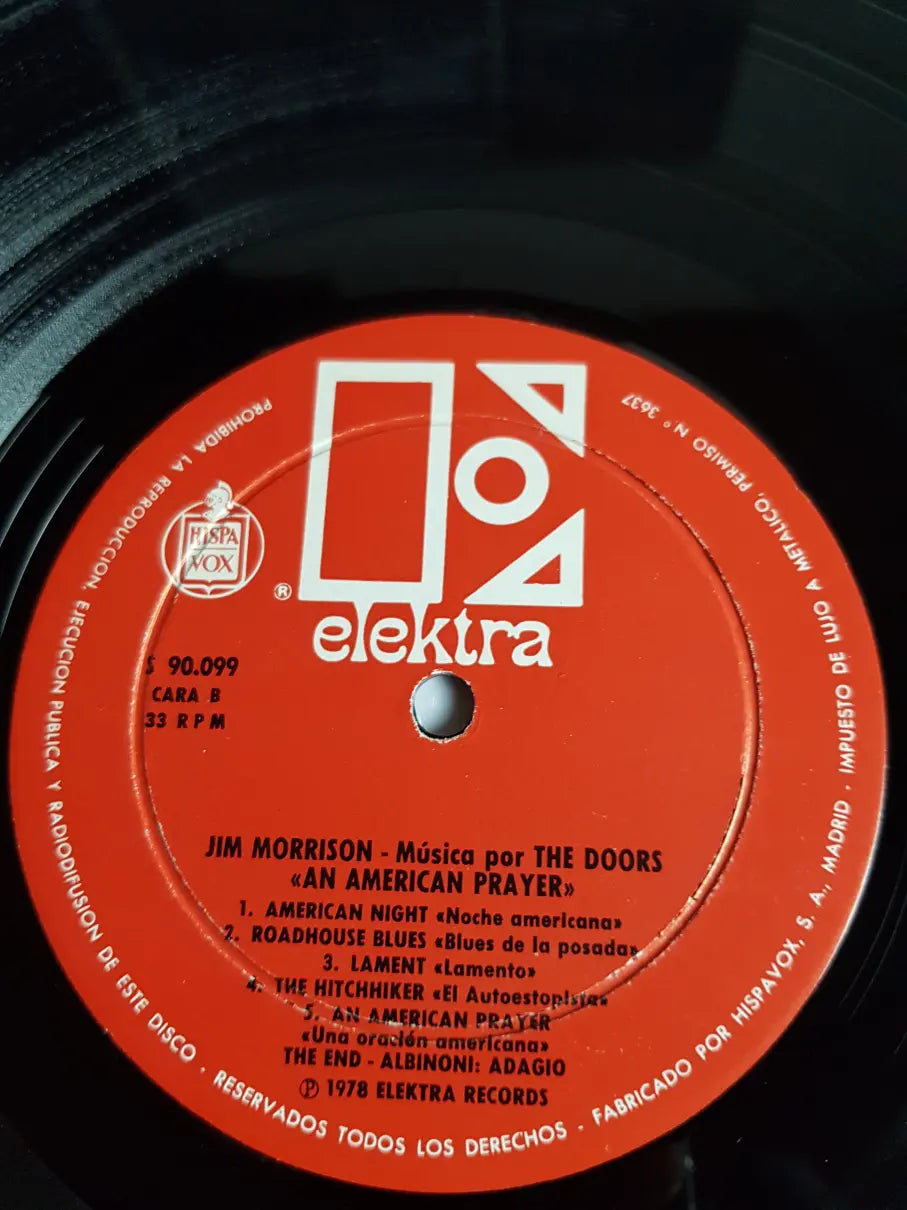 HISPA
VOX
®
elektra
S 90.099
CARA B
33 RPM
JIM MORRISON - Música por THE DOORS
«AN AMERICAN PRAYER»
1. AMERICAN NIGHT «Noche americana»
2. ROADHOUSE BLUES «Blues de la posada»
3. LAMENT «Lamento»
4. THE HITCHHIKER «El Autoestopista»
5. AN AMERICAN PRAYER
«Una oración americana»
THE END - ALBINONI: ADAGIO
℗ 1978 ELEKTRA RECORDS
PROHIBIDA LA REPRODUCCION, EJECUCION PUBLICA Y RADIODIFUSION DE ESTE DISCO - RESERVADOS TODOS LOS DERECHOS - FABRICADO POR HISPAVOX, S. A., MADRID - IMPUESTO DE LUJO A METALICO, PERMISO N.º 3637